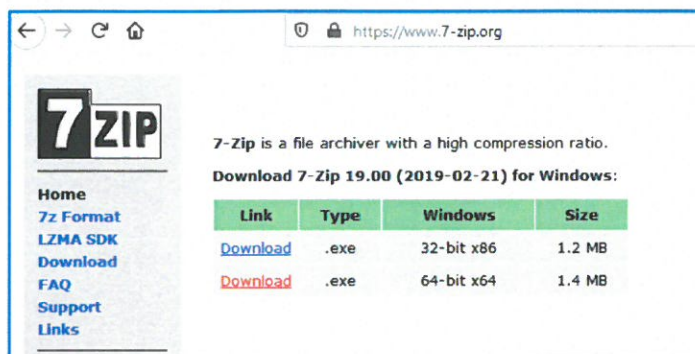 https://www.7-zip.org
7ZIP
7-Zip is a file archiver with a high compression ratio.
Download 7-Zip 19.00 (2019-02-21) for Windows:
Link Type Windows Size
Download .exe 32-bit x86 1.2 MB
Download .exe 64-bit x64 1.4 MB
Home
7z Format
LZMA SDK
Download
FAQ
Support
Links